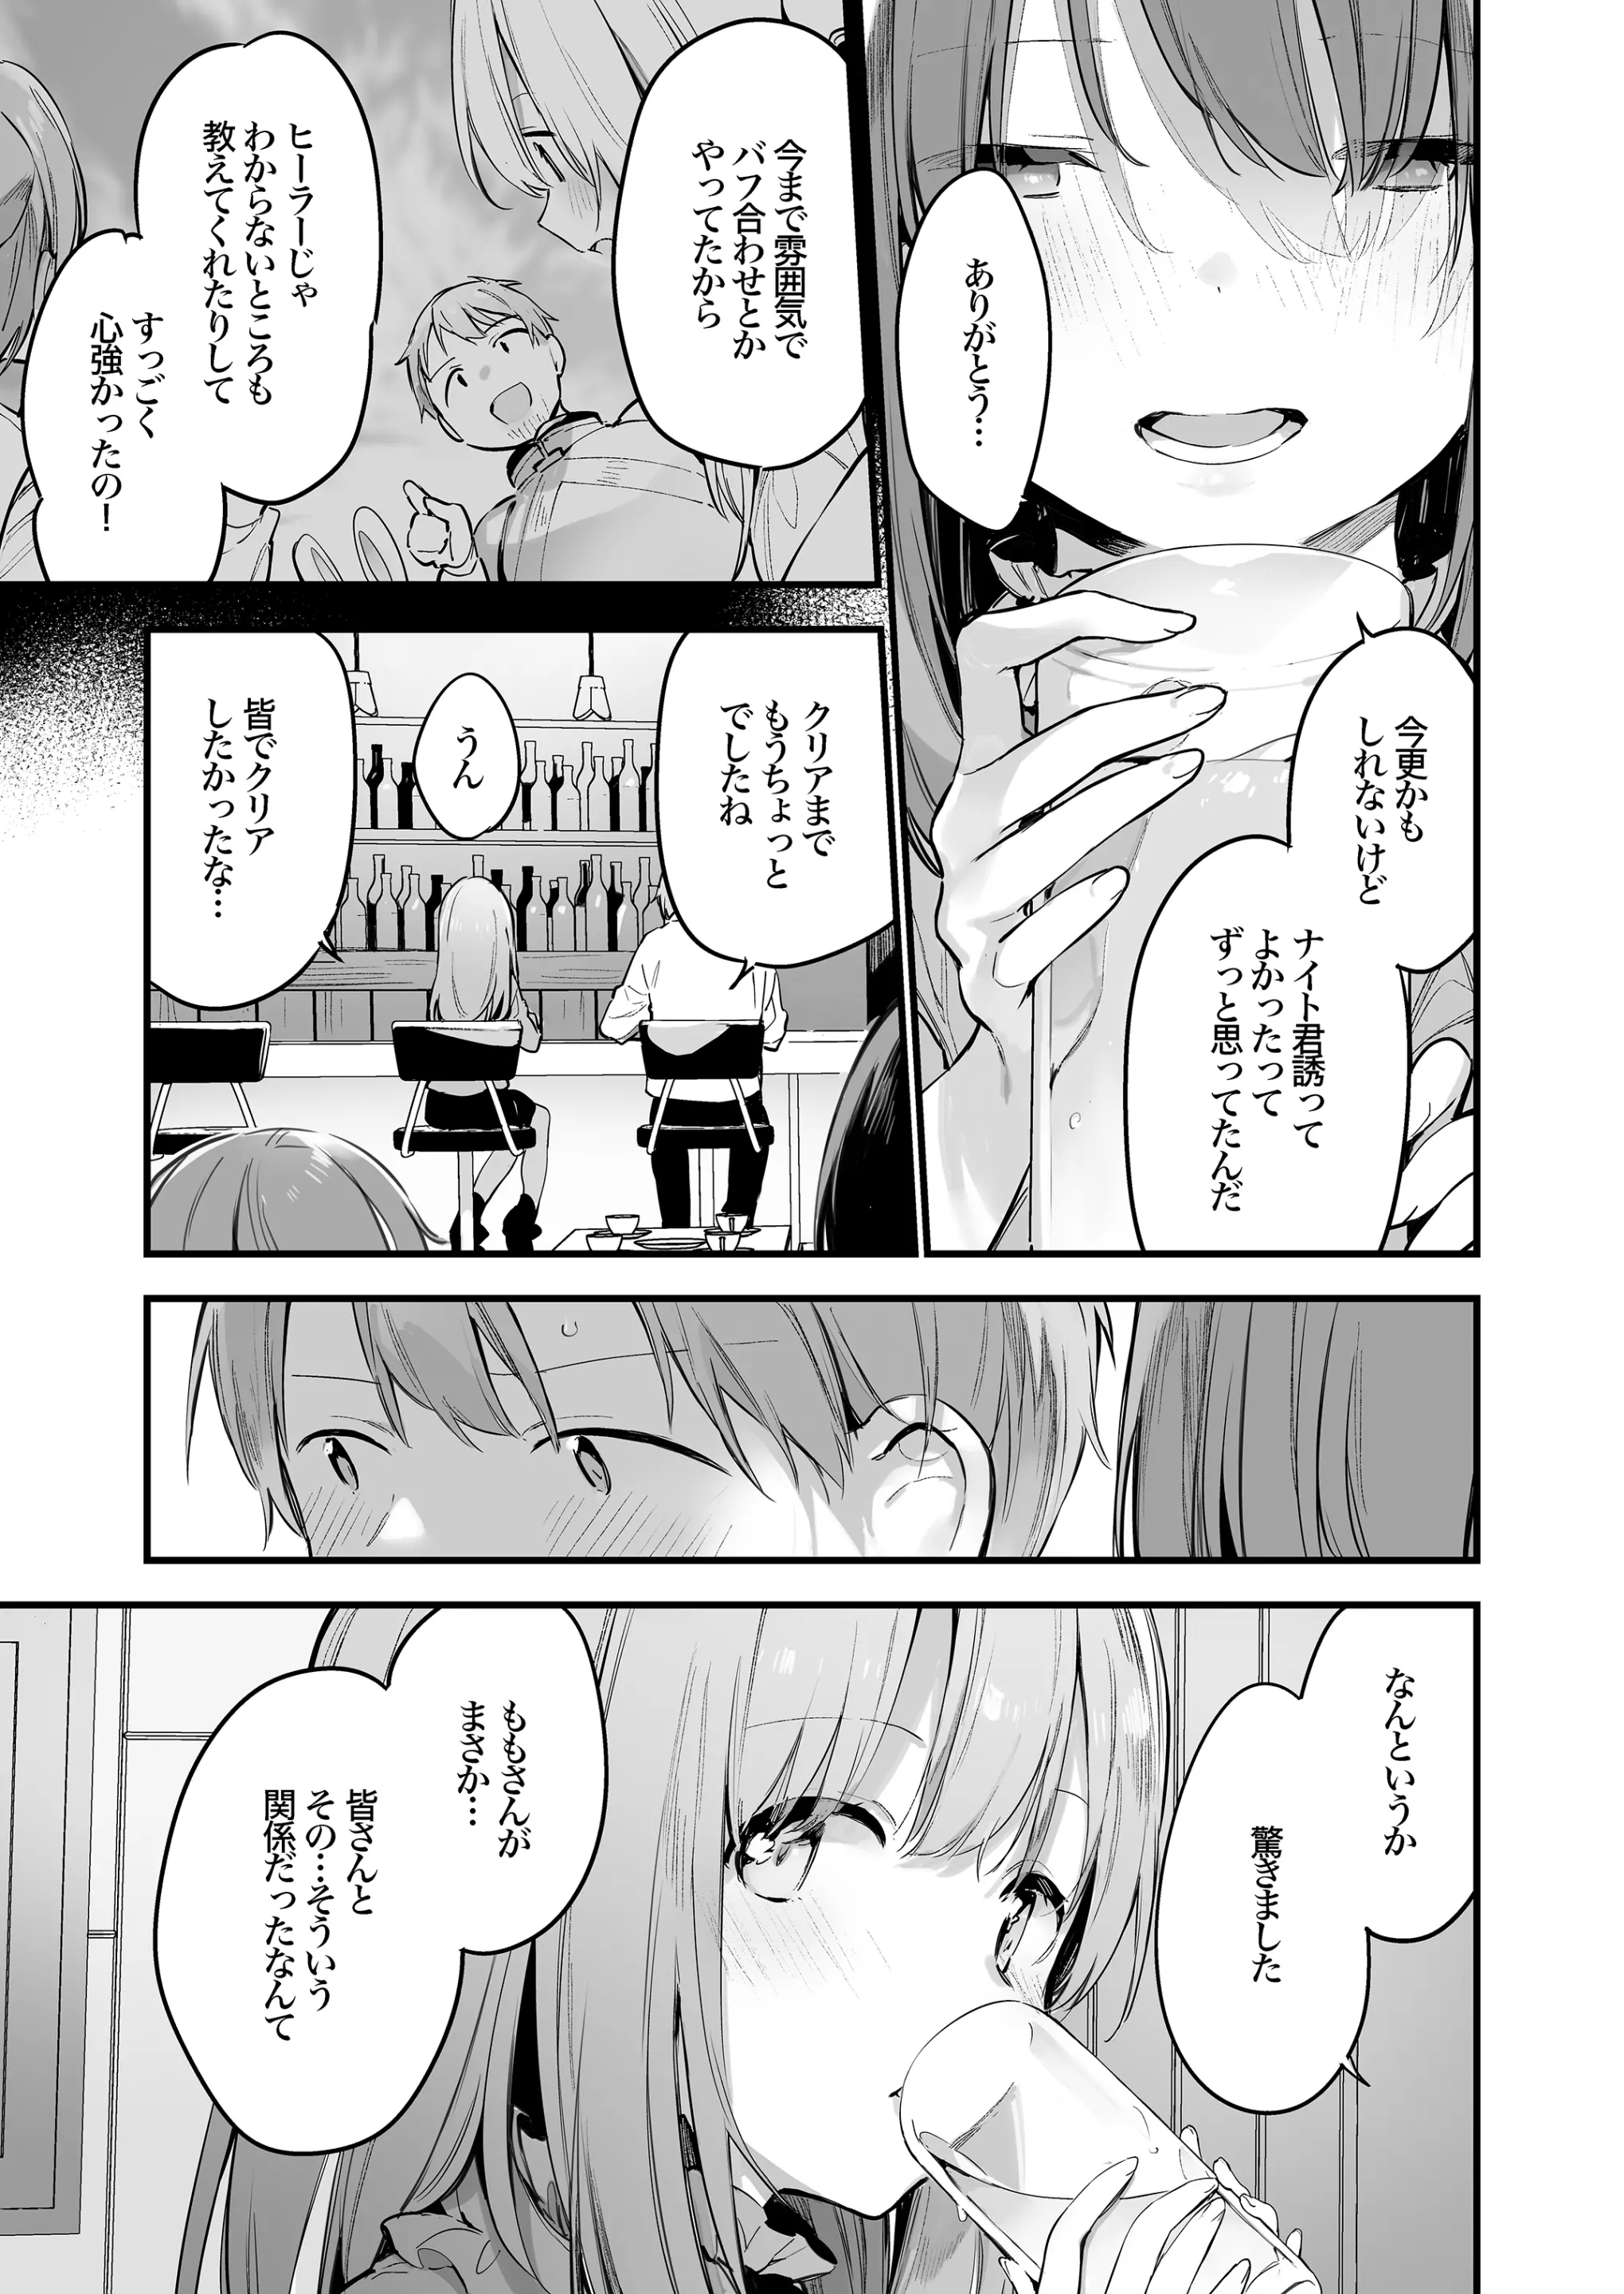 ありがとう…
今更かも
しれないけど
ナイト君誘って
よかったって
ずっと思ってたんだ
今まで雰囲気で
バフ合わせとか
やってたから
ヒーラーじゃ
わからないところも
教えてくれたりして
すっごく
心強かったの！
クリアまで
もうちょっと
でしたね
うん
皆でクリア
したかったな…
なんというか
驚きました
ももさんが
まさか…
皆さんと
その…そういう
関係だったなんて